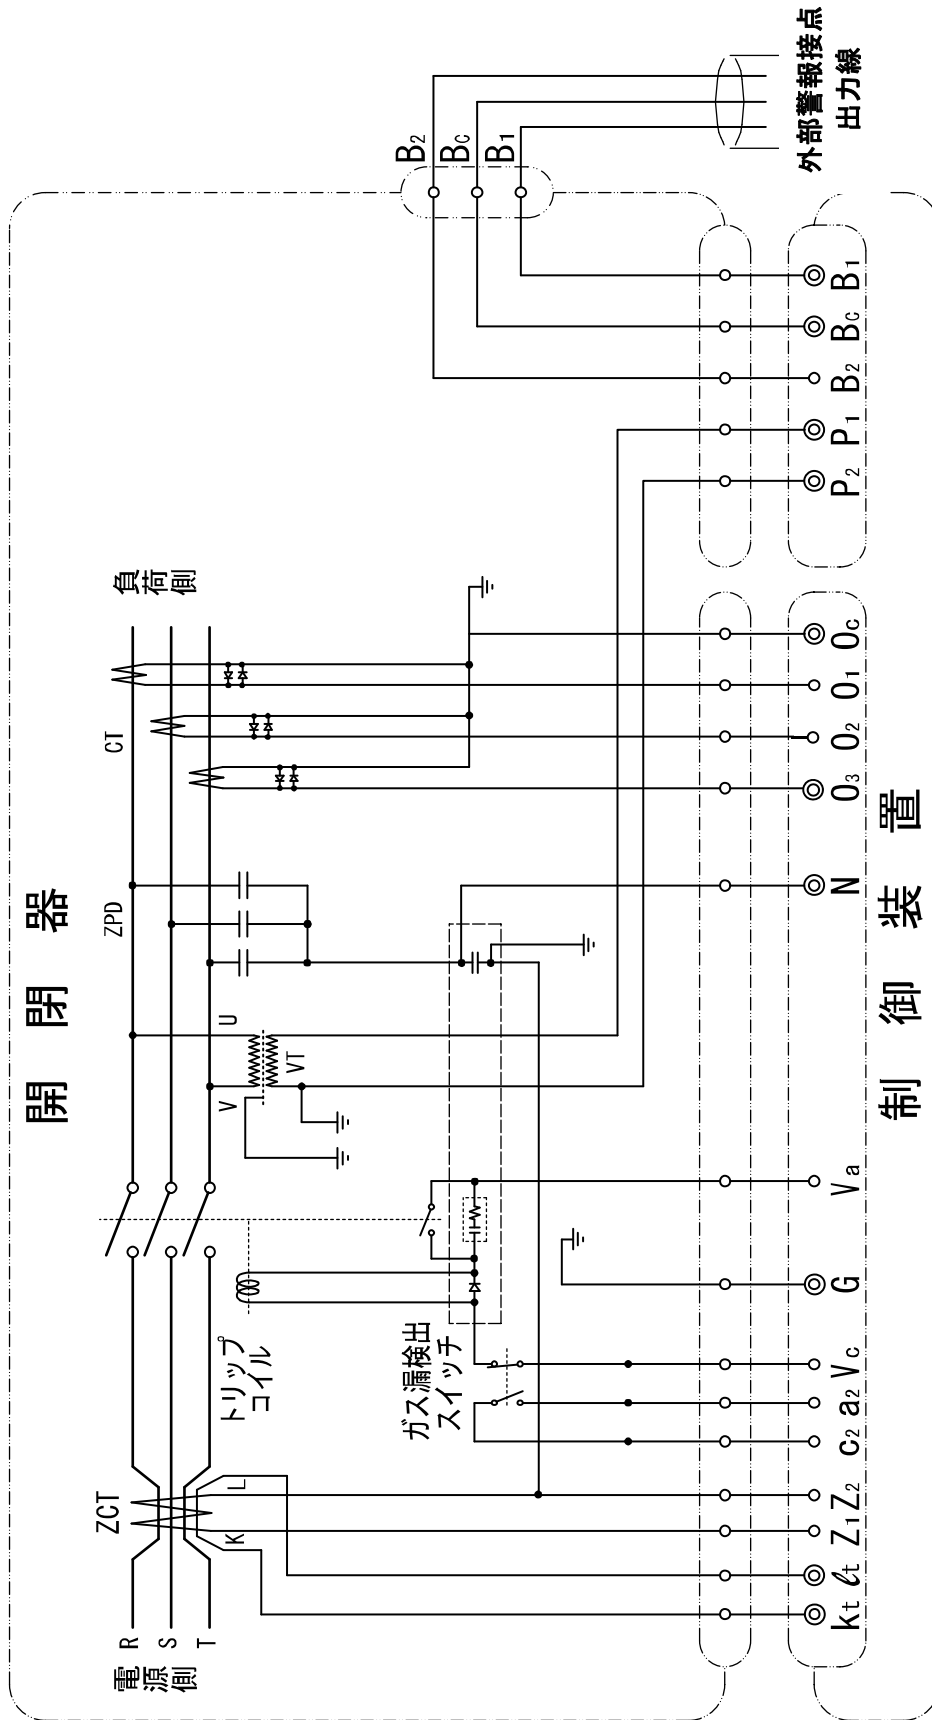 外部警報接点
出力線
B2
Bc
B1
B1
Bc
B2
P1
P2
負荷側
CT
Oc
O1
O2
O3
ZPD
N
開閉器
制御装置
U
V
VT
Va
G
トリップ
コイル
ガス漏検出
スイッチ
Vc
a2
c2
ZCT
L
K
Z2
Z1
ℓt
kt
R
S
T
電源側